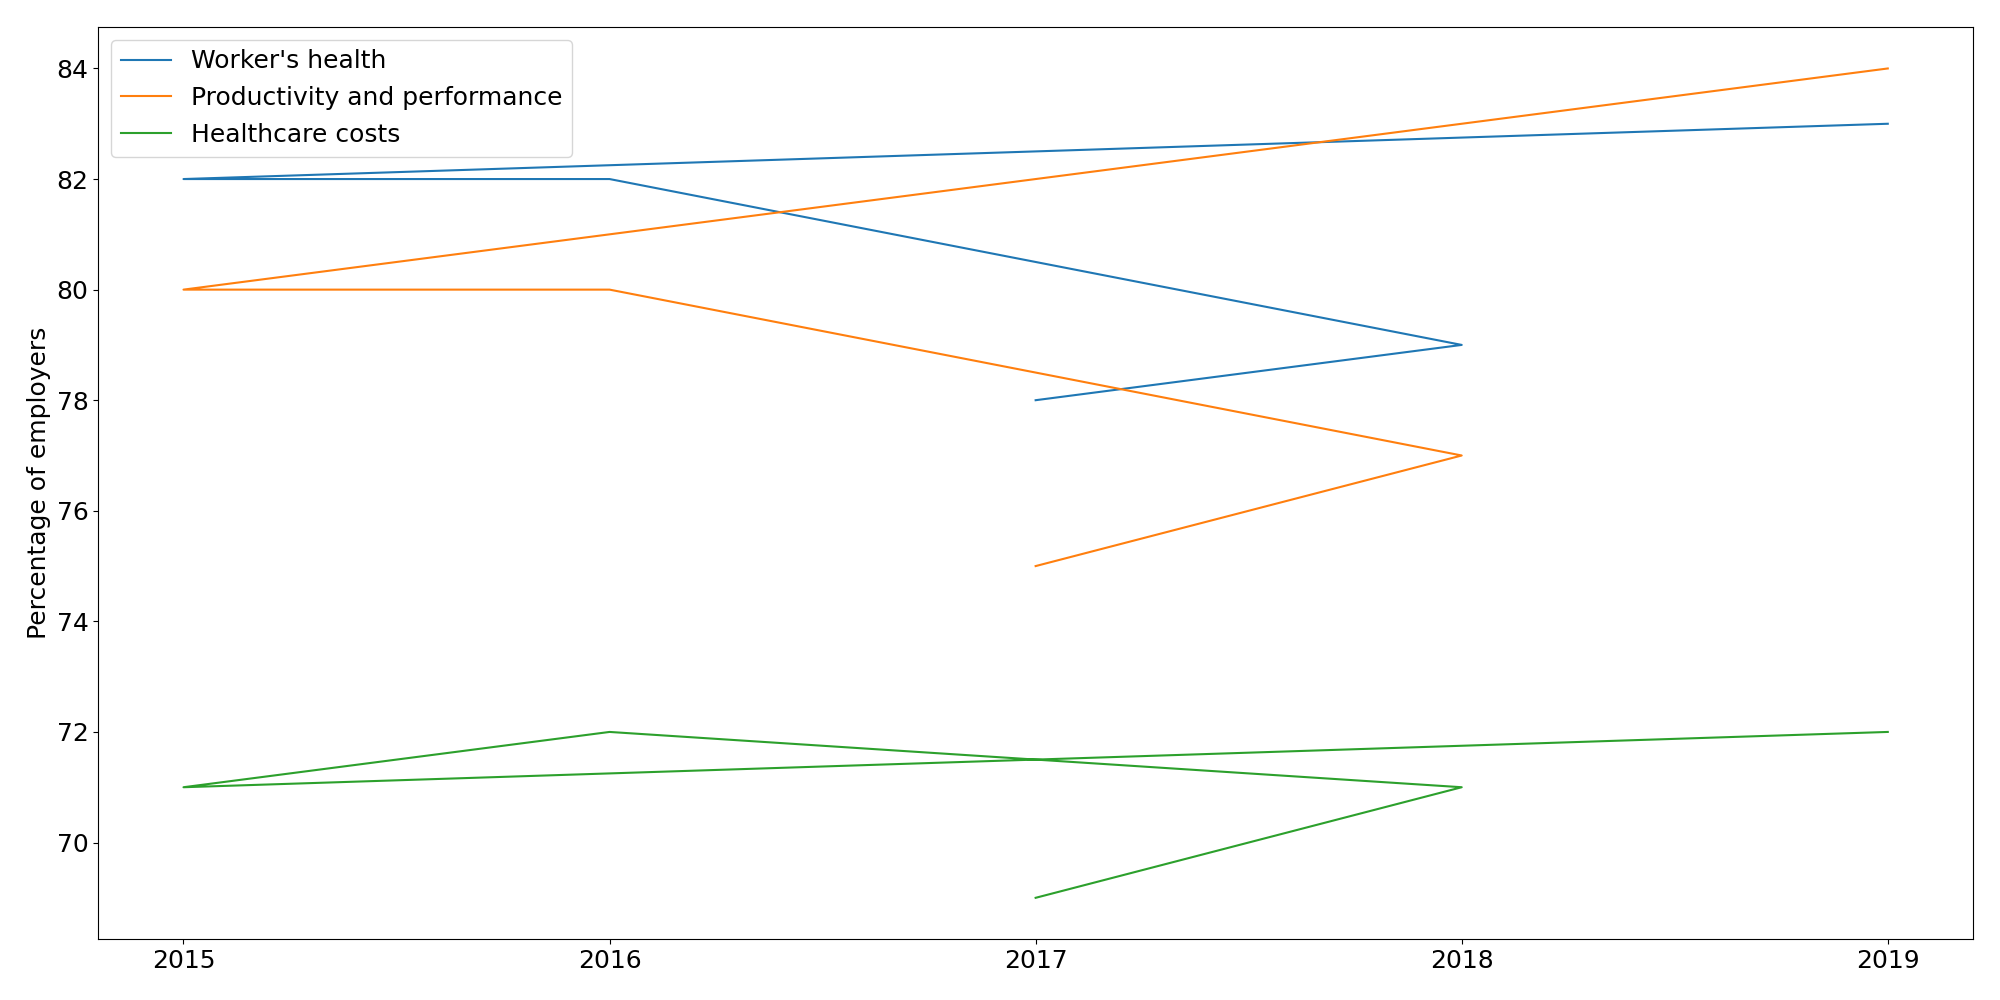 Worker's health
Productivity and performance
Healthcare costs
Percentage of employers
84
82
80
78
76
74
72
70
2015 2016 2017 2018 2019